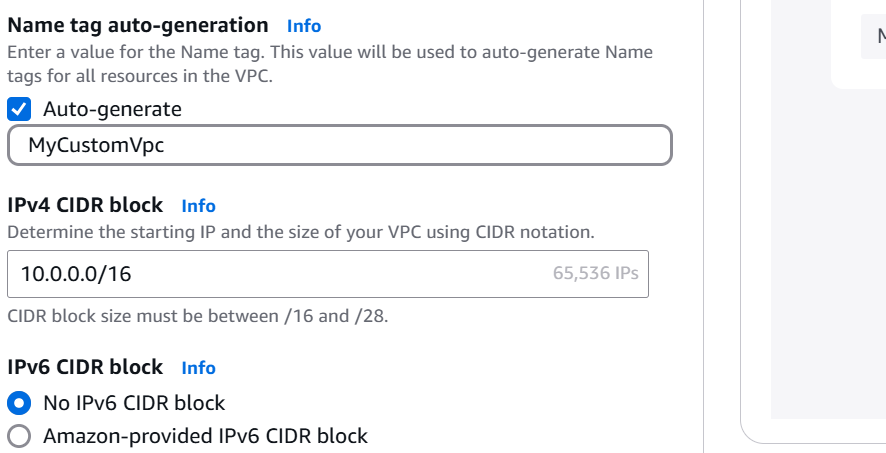 Name tag auto-generation Info
Enter a value for the Name tag. This value will be used to auto-generate Name
tags for all resources in the VPC.
Auto-generate
MyCustomVpc
IPv4 CIDR block Info
Determine the starting IP and the size of your VPC using CIDR notation.
10.0.0.0/16 65,536 IPs
CIDR block size must be between /16 and /28.
IPv6 CIDR block Info
No IPv6 CIDR block
Amazon-provided IPv6 CIDR block